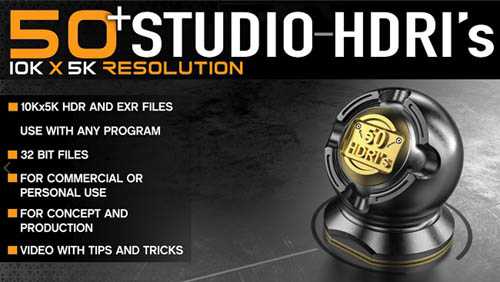 50+ STUDIO-HDRI's
10K X 5K RESOLUTION
10Kx5K HDR AND EXR FILES
USE WITH ANY PROGRAM
32 BIT FILES
FOR COMMERCIAL OR
PERSONAL USE
FOR CONCEPT AND
PRODUCTION
VIDEO WITH TIPS AND TRICKS
50
HDRI's